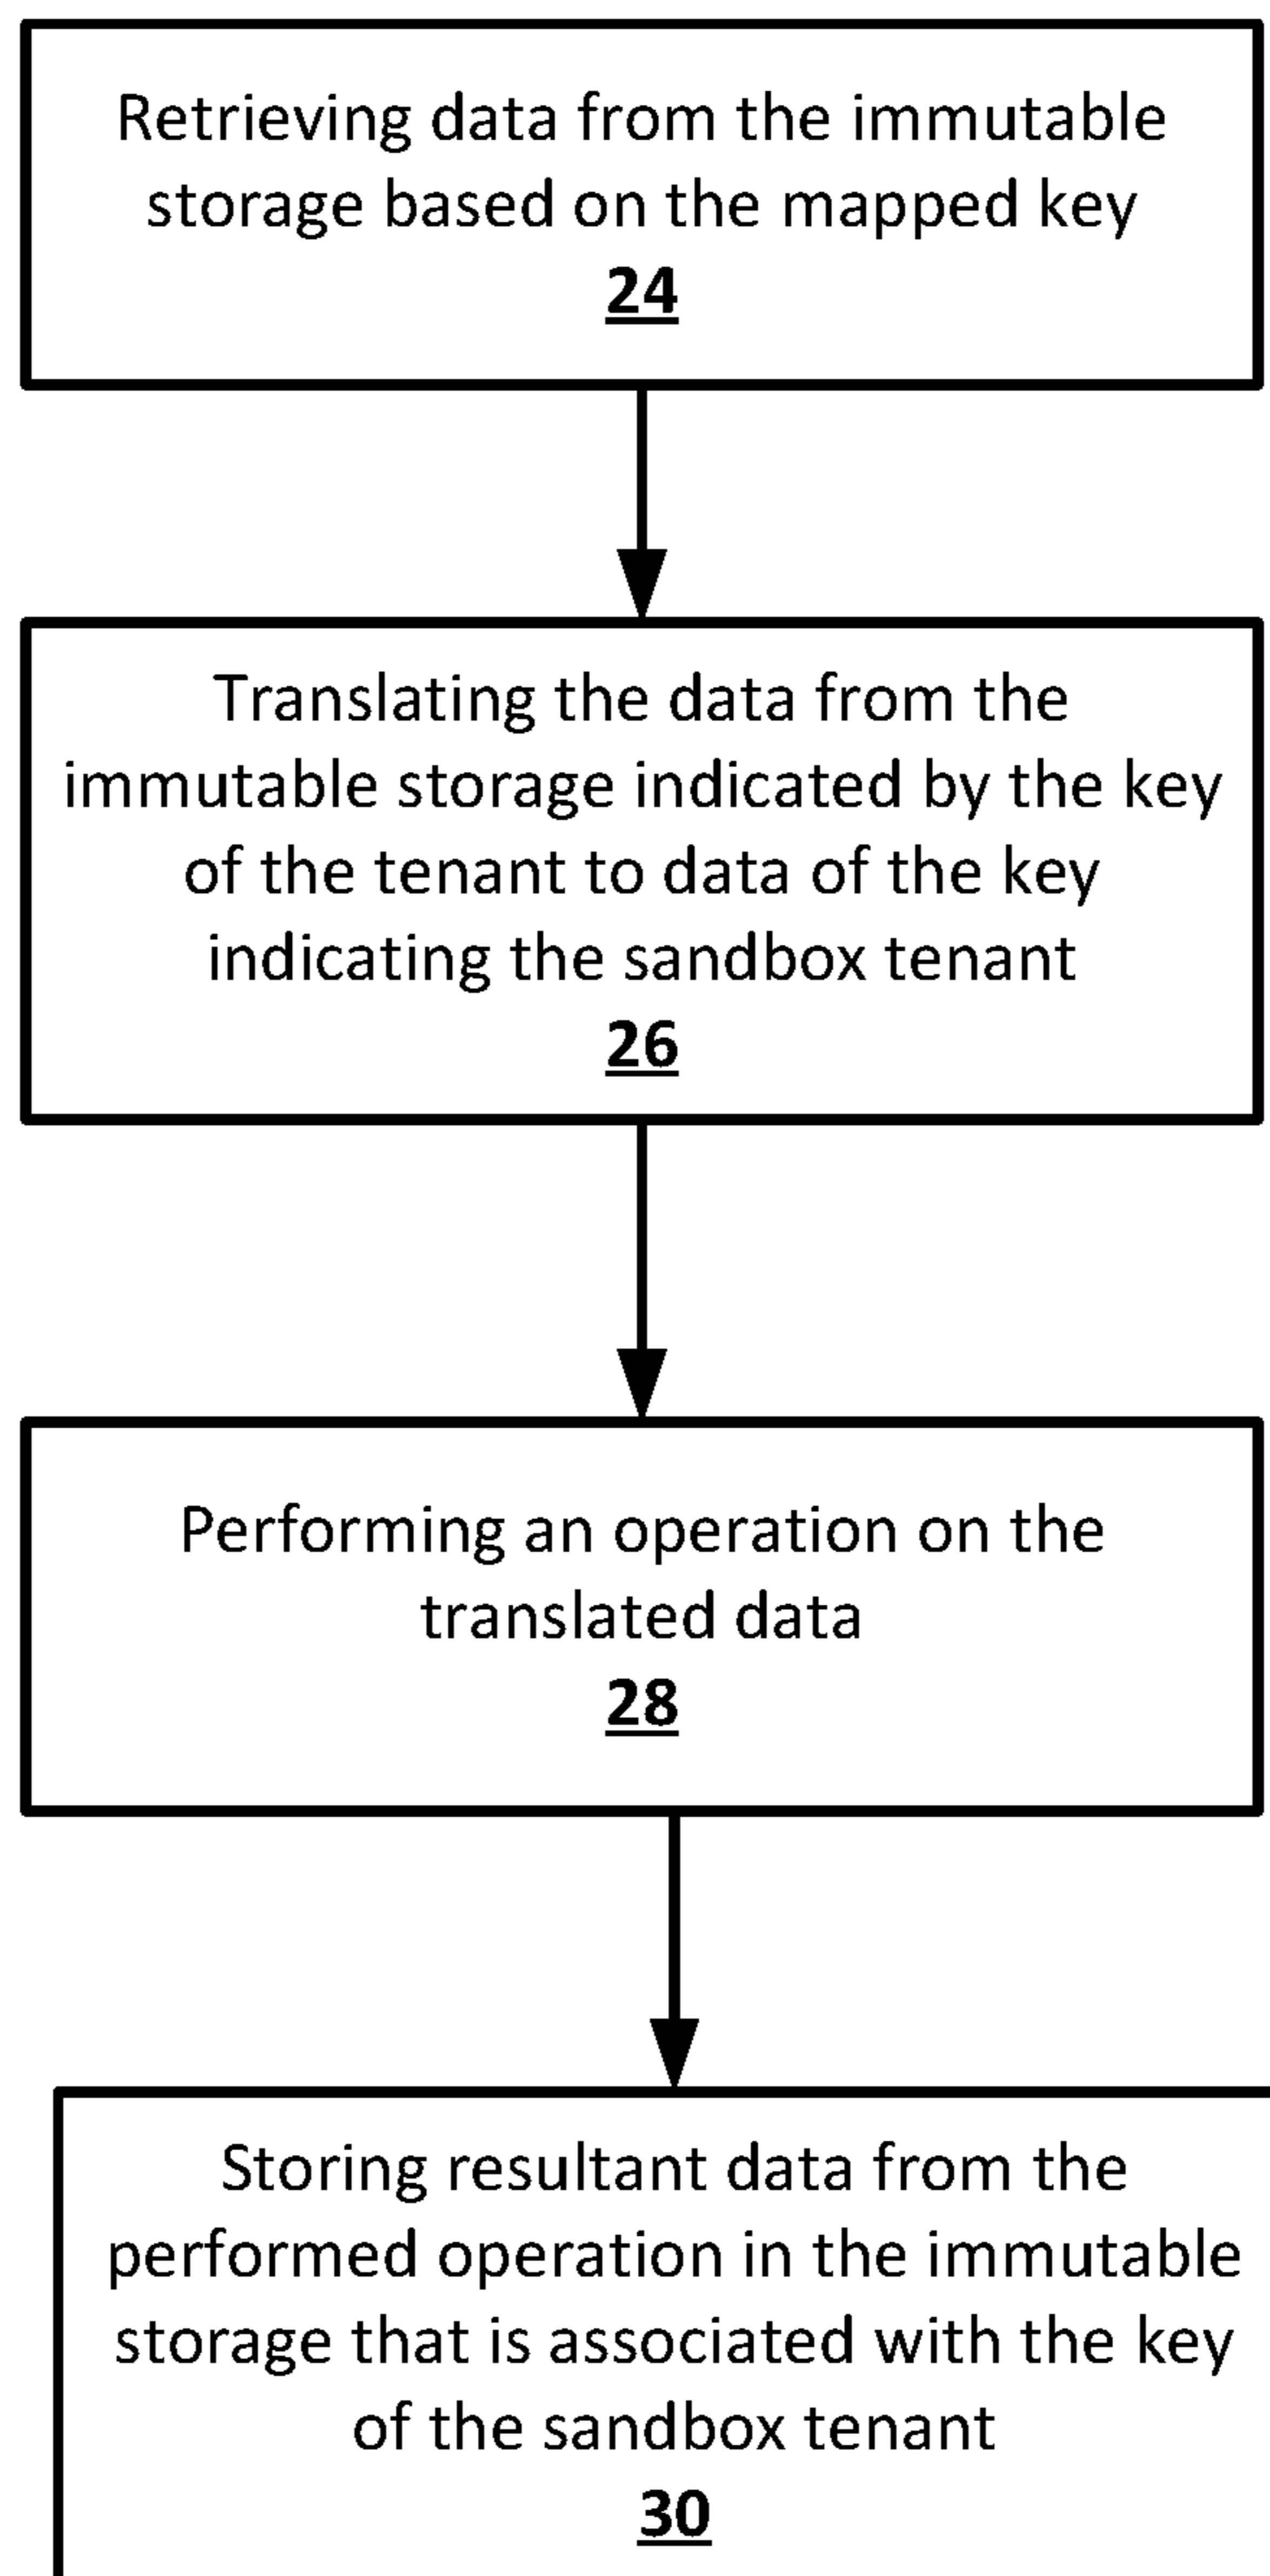 Retrieving data from the immutable
storage based on the mapped key
24
Translating the data from the
immutable storage indicated by the key
of the tenant to data of the key
indicating the sandbox tenant
26
Performing an operation on the
translated data
28
Storing resultant data from the
performed operation in the immutable
storage that is associated with the key
of the sandbox tenant
30